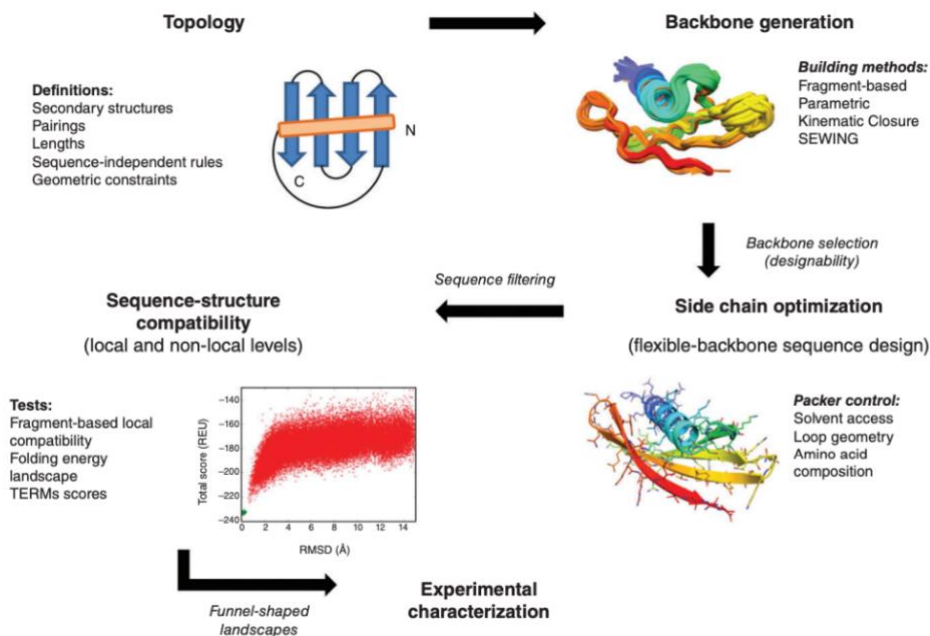 Topology
Definitions:
Secondary structures
Pairings
Lengths
Sequence-independent rules
Geometric constraints
N
C
Backbone generation
Building methods:
Fragment-based
Parametric
Kinematic Closure
SEWING
Backbone selection
(designability)
Side chain optimization
(flexible-backbone sequence design)
Packer control:
Solvent access
Loop geometry
Amino acid
composition
Sequence filtering
Sequence-structure
compatibility
(local and non-local levels)
Tests:
Fragment-based local
compatibility
Folding energy
landscape
TERMs scores
Total score (REU)
−140
−160
−180
−200
−220
−240
0 2 4 6 8 10 12 14
RMSD (Å)
Funnel-shaped
landscapes
Experimental
characterization